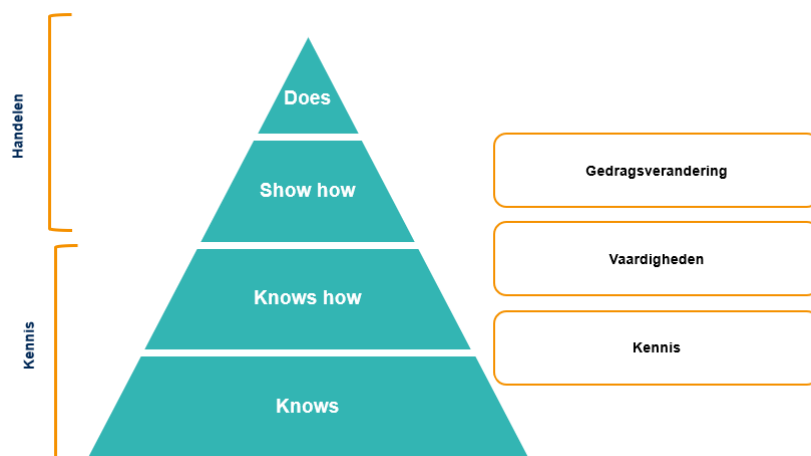 Handelen
Does
Show how
Gedragsverandering
Vaardigheden
Knows how
Kennis
Kennis
Knows